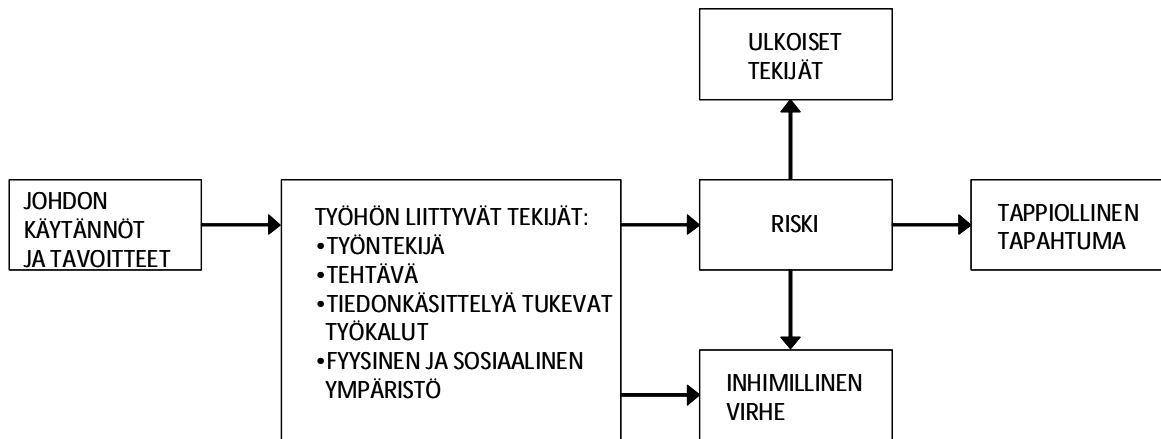 ULKOISET
TEKIJÄT
JOHDON
KÄYTÄNNÖT
JA TAVOITTEET
TYÖHÖN LIITTYVÄT TEKIJÄT:
•TYÖNTEKIJÄ
•TEHTÄVÄ
•TIEDONKÄSITTELYÄ TUKEVAT
TYÖKALUT
•FYYSINEN JA SOSIAALINEN
YMPÄRISTÖ
RISKI
TAPPIOLLINEN
TAPAHTUMA
INHIMILLINEN
VIRHE